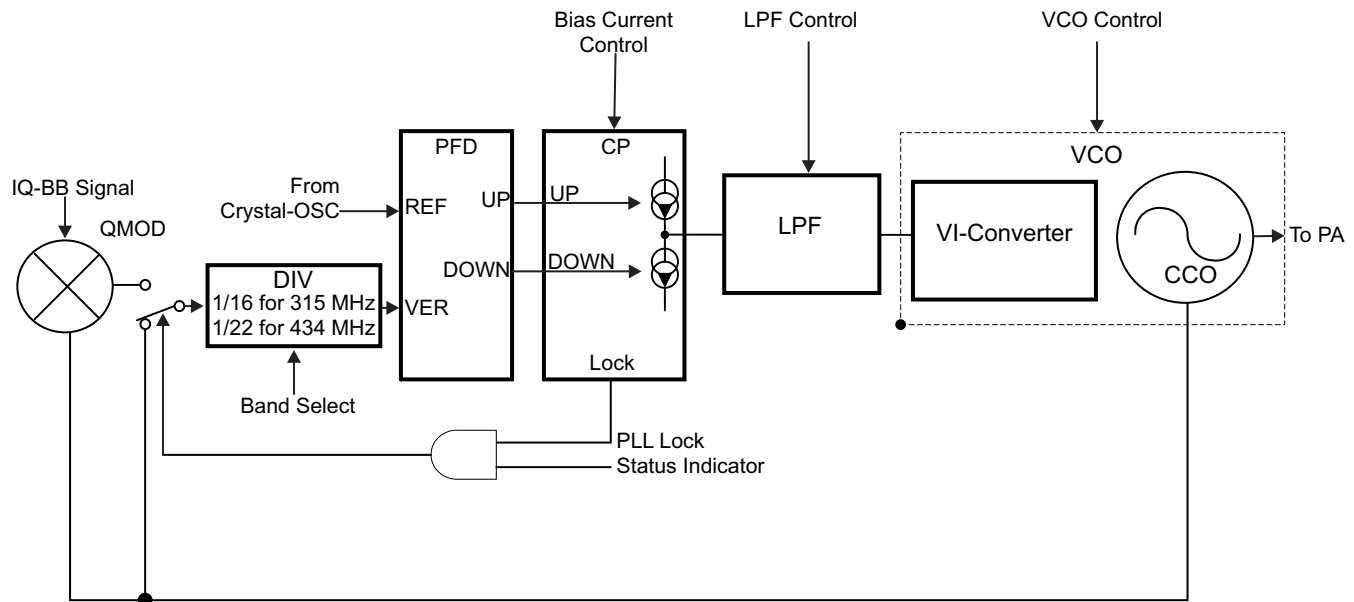 Bias Current
Control
LPF Control
VCO Control
PFD
CP
VCO
IQ-BB Signal
QMOD
From
Crystal-OSC
REF
UP
UP
LPF
VI-Converter
To PA
DOWN
DOWN
CCO
DIV
1/16 for 315 MHz
1/22 for 434 MHz
VER
Lock
Band Select
PLL Lock
Status Indicator